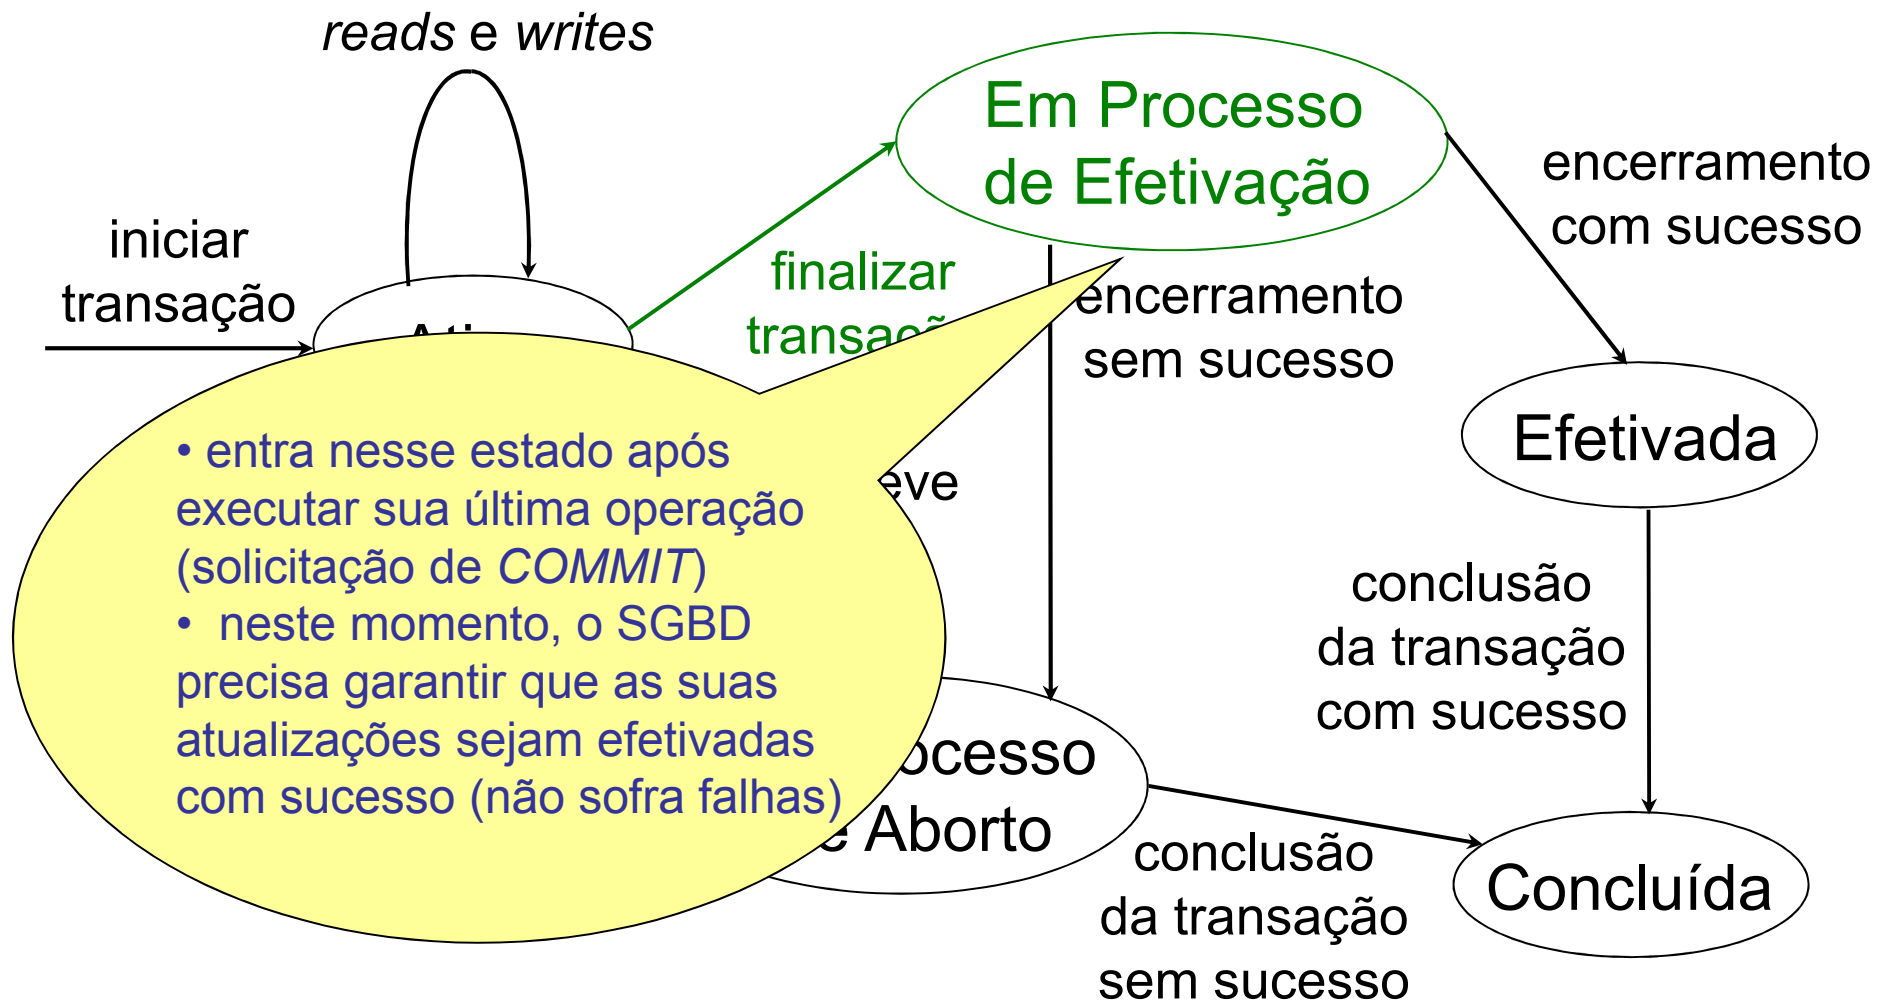 reads e writes
Em Processo
de Efetivação
encerramento
com sucesso
iniciar
transação
finalizar
encerramento
sem sucesso
Efetivada
• entra nesse estado após
executar sua última operação
(solicitação de COMMIT)
• neste momento, o SGBD
precisa garantir que as suas
atualizações sejam efetivadas
com sucesso (não sofra falhas)
conclusão
da transação
com sucesso
Aborto
conclusão
da transação
sem sucesso
Concluída